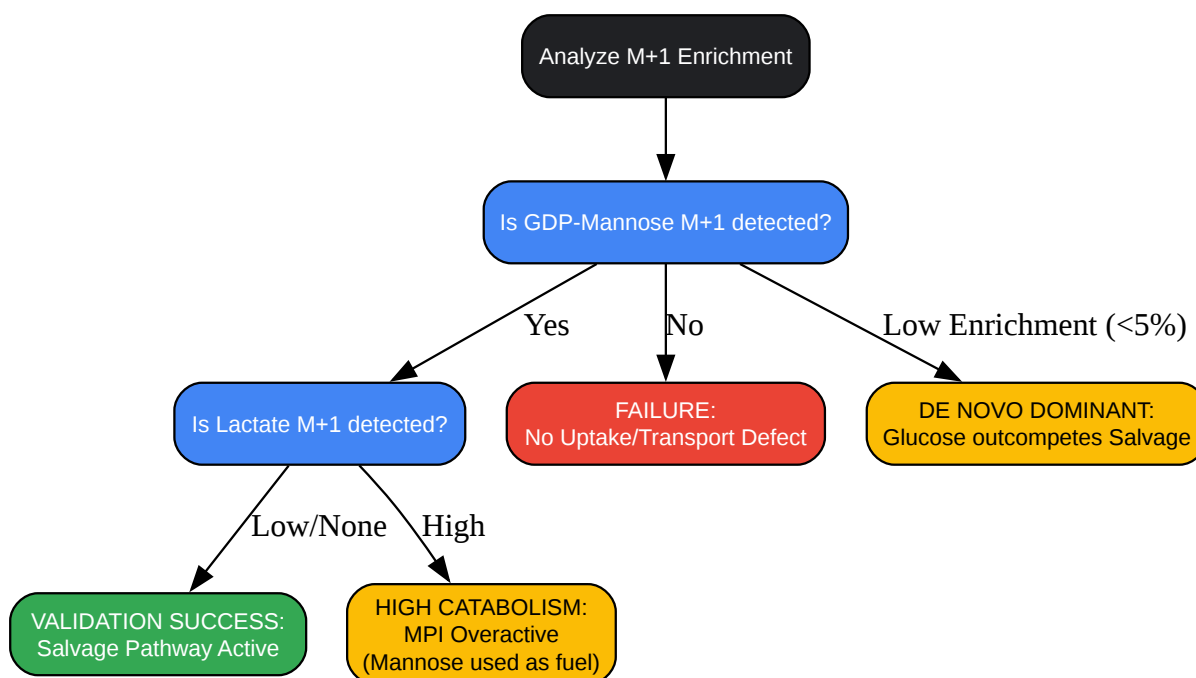 Analyze M+1 Enrichment
Is GDP-Mannose M+1 detected?
Yes
No
Low Enrichment (<5%)
Is Lactate M+1 detected?
FAILURE:
No Uptake/Transport Defect
DE NOVO DOMINANT:
Glucose outcompetes Salvage
Low/None
High
VALIDATION SUCCESS:
Salvage Pathway Active
HIGH CATABOLISM:
MPI Overactive
(Mannose used as fuel)